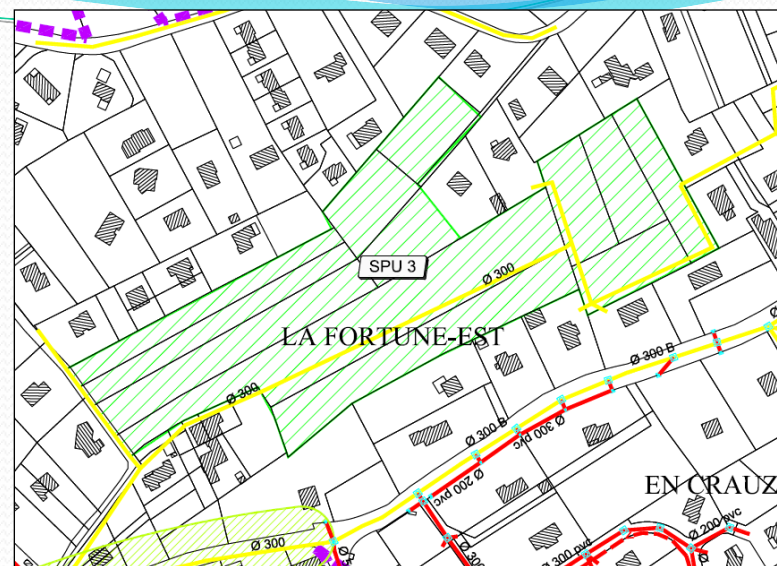 SPU 3
Ø 300
LA FORTUNE-EST
Ø 300 B
Ø 300
Ø 300 B
Ø 300 pvc
Ø 200 pvc
EN CRAUZ
Ø 200 pvc
Ø 300
Ø 300 pvc